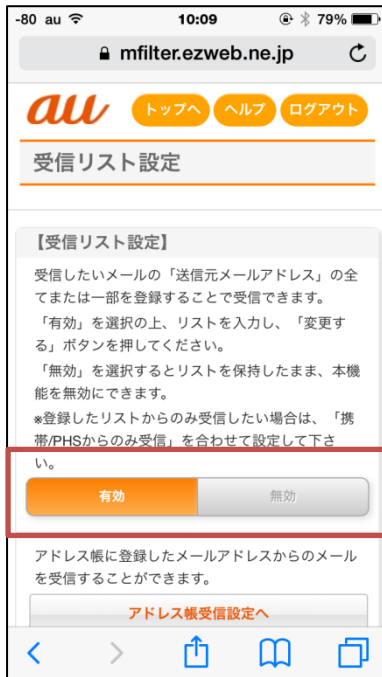 -80 au 10:09 79%
mfilter.ezweb.ne.jp
au トップへ ヘルプ ログアウト
受信リスト設定
【受信リスト設定】
受信したいメールの「送信元メールアドレス」の全
てまたは一部を登録することで受信できます。
「有効」を選択の上、リストを入力し、「変更す
る」ボタンを押してください。
「無効」を選択するとリストを保持したまま、本機
能を無効にできます。
※登録したリストからのみ受信したい場合は、「携
帯/PHSからのみ受信」を合わせて設定して下さ
い。
有効 無効
アドレス帳に登録したメールアドレスからのメール
を受信することができます。
アドレス帳受信設定へ